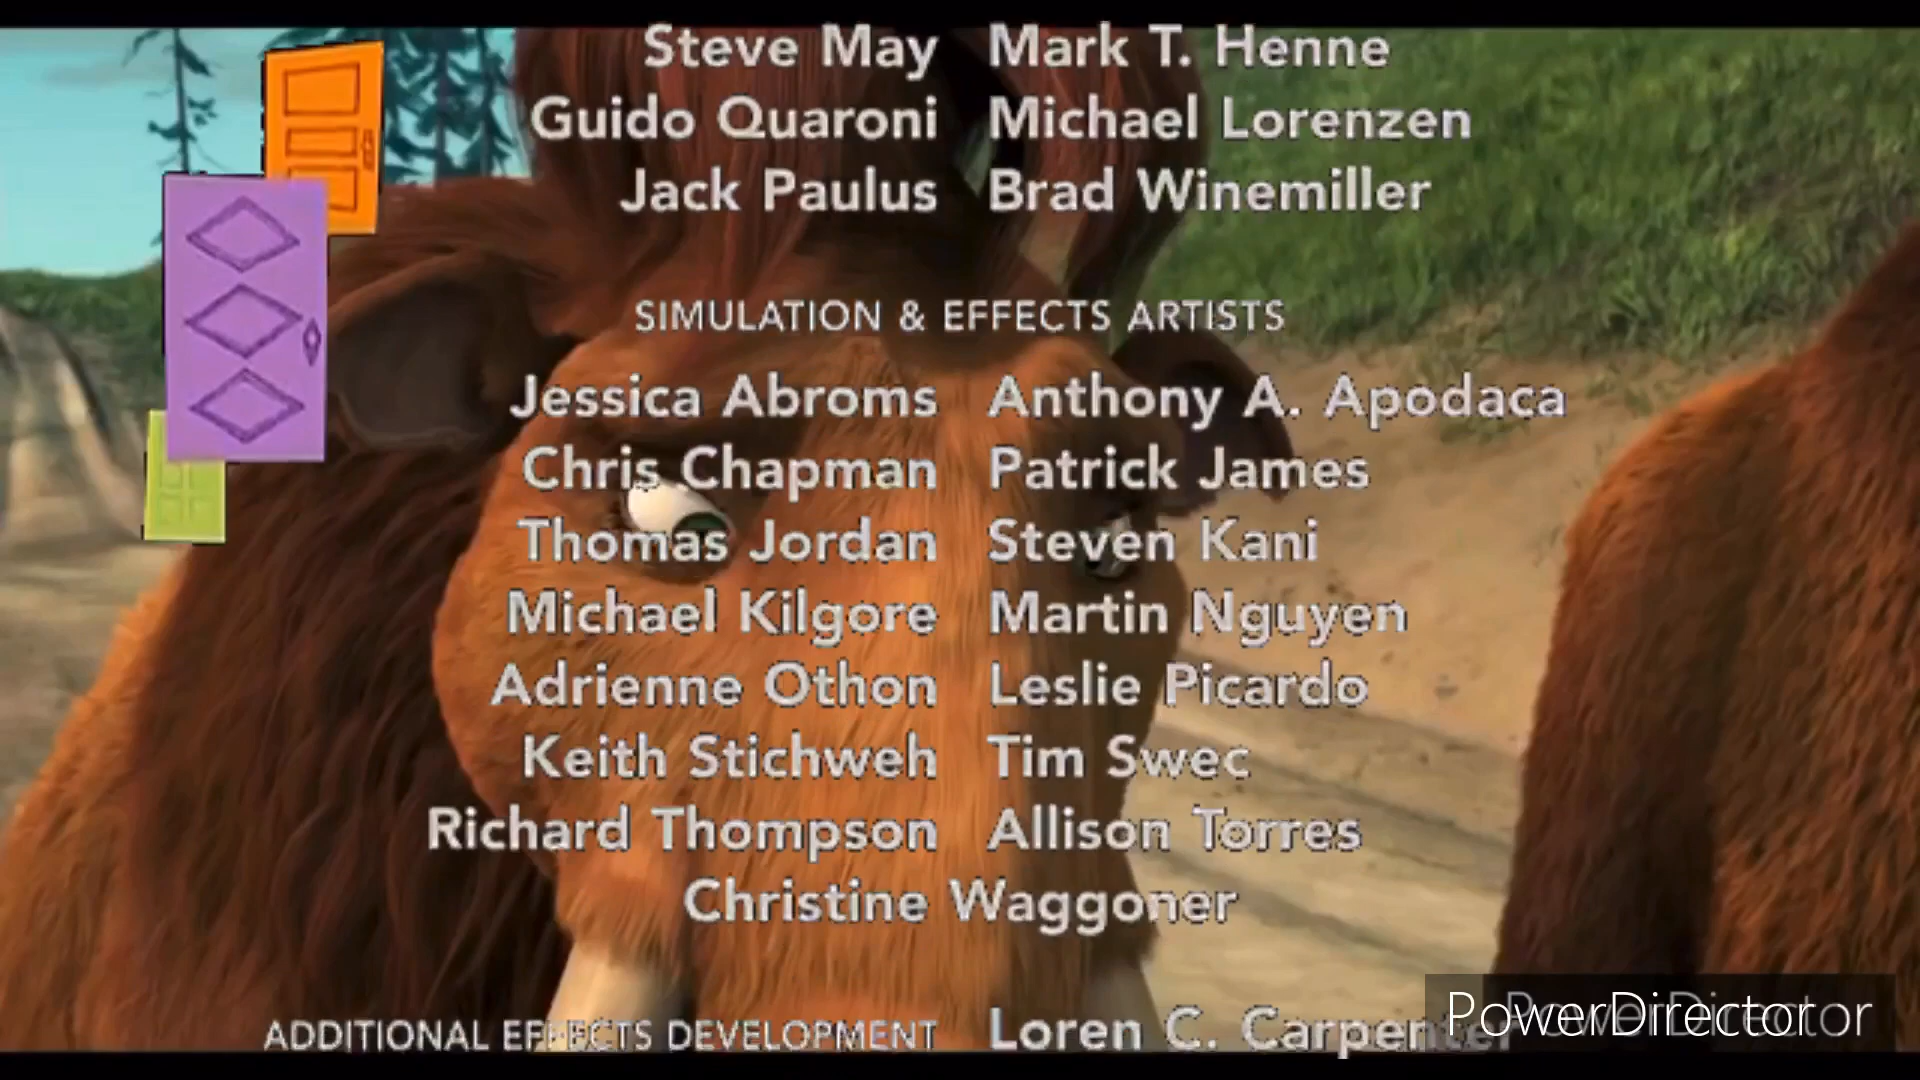 Steve May Mark T. Henne
Guido Quaroni Michael Lorenzen
Jack Paulus Brad Winemiller
SIMULATION & EFFECTS ARTISTS
Jessica Abroms Anthony A. Apodaca
Chris Chapman Patrick James
Thomas Jordan Steven Kani
Michael Kilgore Martin Nguyen
Adrienne Othon Leslie Picardo
Keith Stichweh Tim Swec
Richard Thompson Allison Torres
Christine Waggoner
ADDITIONAL EFFECTS DEVELOPMENT Loren C. Carpenter
PowerDirector
PowerDirector